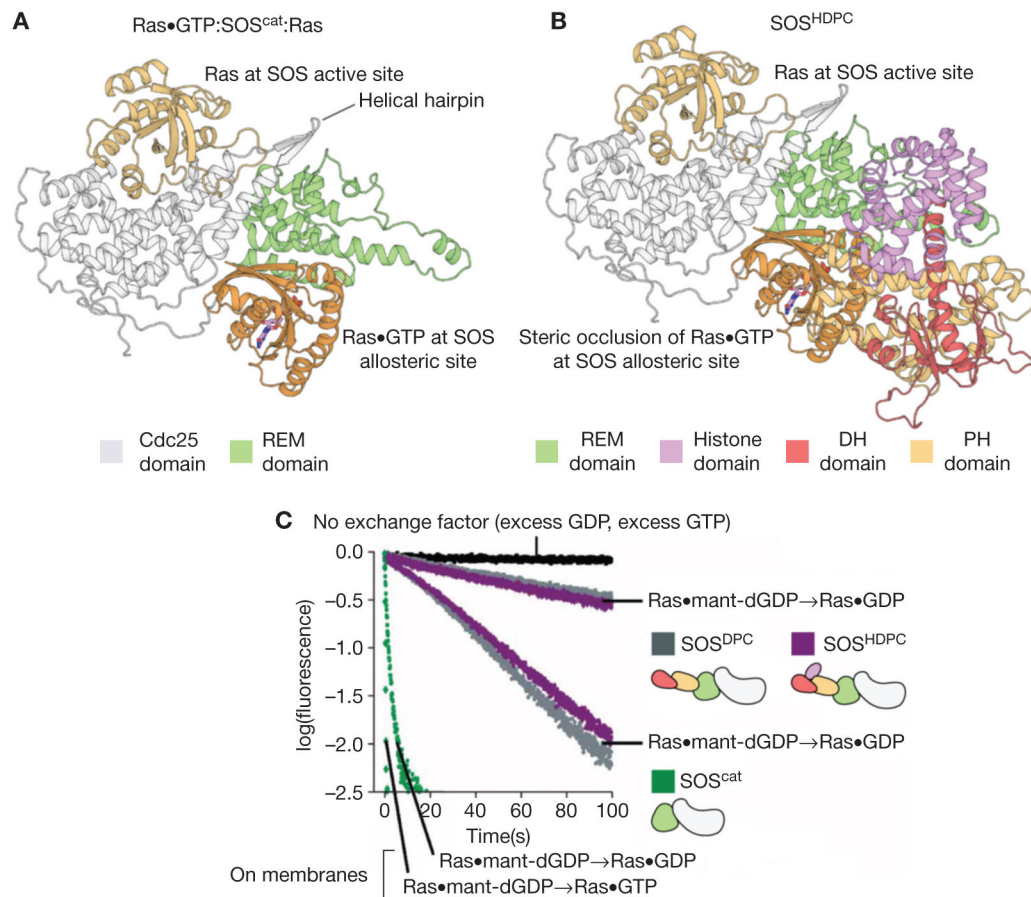 A
Ras•GTP:SOScat:Ras
Ras at SOS active site
Helical hairpin
Ras•GTP at SOS
allosteric site
Cdc25
domain
REM
domain
B
SOSHDPC
Ras at SOS active site
Steric occlusion of Ras•GTP
at SOS allosteric site
REM
domain
Histone
domain
DH
domain
PH
domain
C
No exchange factor (excess GDP, excess GTP)
log(fluorescence)
0.0
−0.5
−1.0
−1.5
−2.0
−2.5
0
20
40
60
80
100
Time(s)
Ras•mant-dGDP→Ras•GDP
SOSDPC
SOSHDPC
Ras•mant-dGDP→Ras•GDP
SOScat
On membranes
Ras•mant-dGDP→Ras•GDP
Ras•mant-dGDP→Ras•GTP